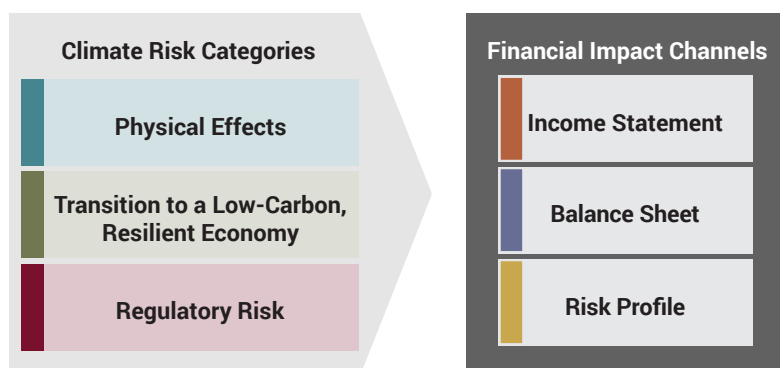 Climate Risk Categories
Physical Effects
Transition to a Low-Carbon,
Resilient Economy
Regulatory Risk
Financial Impact Channels
Income Statement
Balance Sheet
Risk Profile